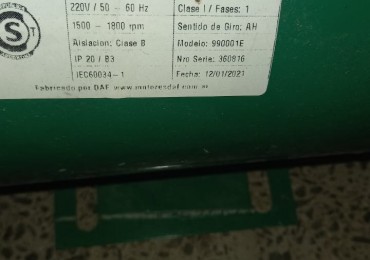 220V / 50 - 60 Hz
Clase I / Fases: 1
1500 - 1800 rpm
Sentido de Giro: AH
Aislacion: Clase B
Modelo: 990001E
IP 20 / B3
Nro Serie: 360816
IEC60034-1
Fecha: 12/01/2021
Fabricado por DAF www.motoresdaf.com.ar
S
T